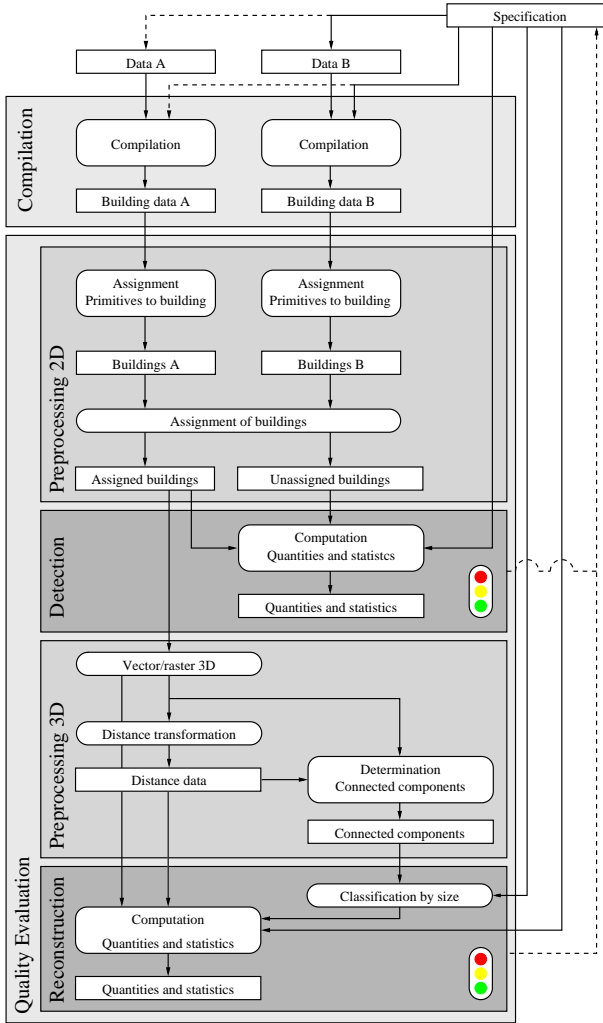 Specification
Data A
Data B
Compilation
Compilation
Compilation
Building data A
Building data B
Quality Evaluation
Preprocessing 2D
Assignment
Primitives to building
Assignment
Primitives to building
Buildings A
Buildings B
Assignment of buildings
Assigned buildings
Unassigned buildings
Detection
Computation
Quantities and statistcs
Quantities and statistics
Preprocessing 3D
Vector/raster 3D
Distance transformation
Distance data
Determination
Connected components
Connected components
Reconstruction
Classification by size
Computation
Quantities and statistics
Quantities and statistics